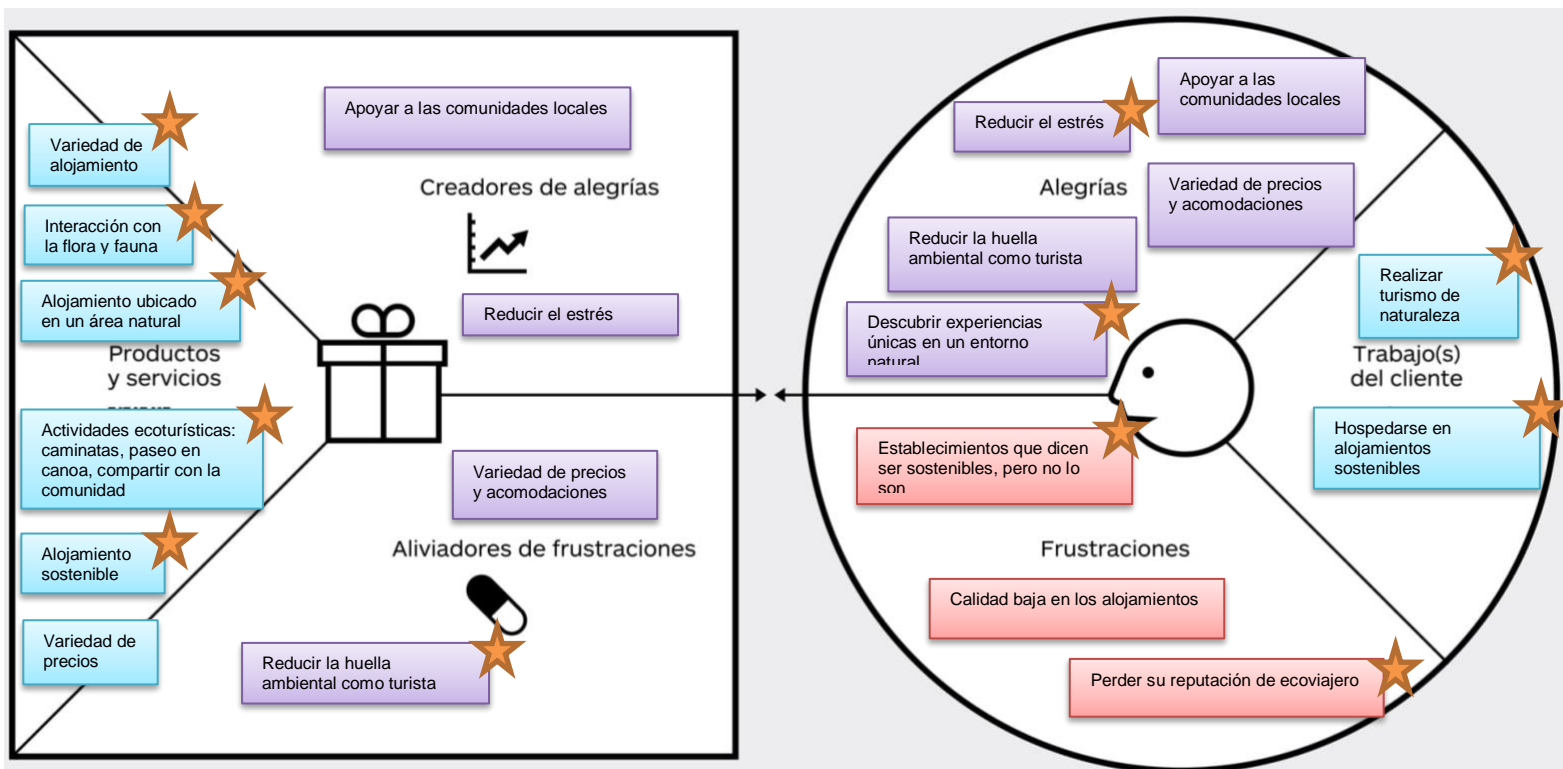 Apoyar a las comunidades locales
Variedad de
alojamiento
Creadores de alegrías
Interacción con
la flora y fauna
Alojamiento ubicado
en un área natural
Reducir el estrés
Productos
y servicios
Actividades ecoturísticas:
caminatas, paseo en
canoa, compartir con la
comunidad
Variedad de precios
y acomodaciones
Alojamiento
sostenible
Aliviadores de frustraciones
Variedad de
precios
Reducir la huella
ambiental como turista
Apoyar a las
comunidades locales
Reducir el estrés
Alegrías
Variedad de precios
y acomodaciones
Reducir la huella
ambiental como turista
Descubrir experiencias
únicas en un entorno
natural
Realizar
turismo de
naturaleza
Trabajo(s)
del cliente
Hospedarse en
alojamientos
sostenibles
Establecimientos que dicen
ser sostenibles, pero no lo
son
Frustraciones
Calidad baja en los alojamientos
Perder su reputación de ecoviajero